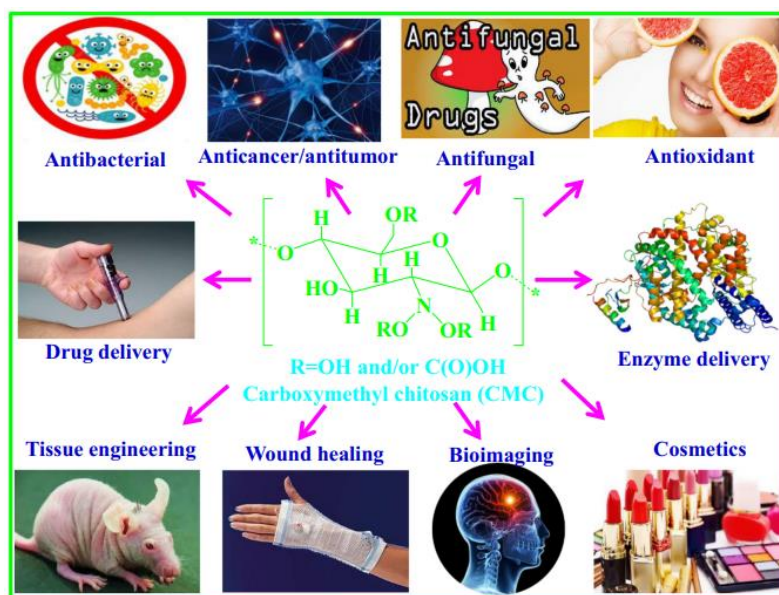 Antifungal
Drugs
Antibacterial
Anticancer/antitumor
Antifungal
Antioxidant
OR
H
O
* O
H
H
O
*
HO
N
H
RO
OR
H
Drug delivery
Enzyme delivery
R=OH and/or C(O)OH
Carboxymethyl chitosan (CMC)
Tissue engineering
Wound healing
Bioimaging
Cosmetics